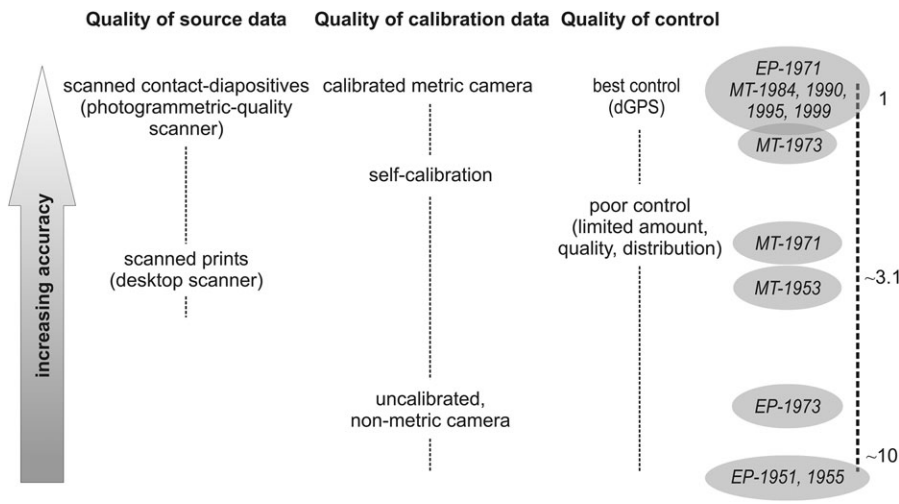 Quality of source data
Quality of calibration data
Quality of control
scanned contact-diapositives
(photogrammetric-quality
scanner)
calibrated metric camera
best control
(dGPS)
EP-1971
MT-1984, 1990,
1995, 1999
1
MT-1973
self-calibration
poor control
(limited amount,
quality, distribution)
scanned prints
(desktop scanner)
MT-1971
~3.1
MT-1953
increasing accuracy
uncalibrated,
non-metric camera
EP-1973
~10
EP-1951, 1955